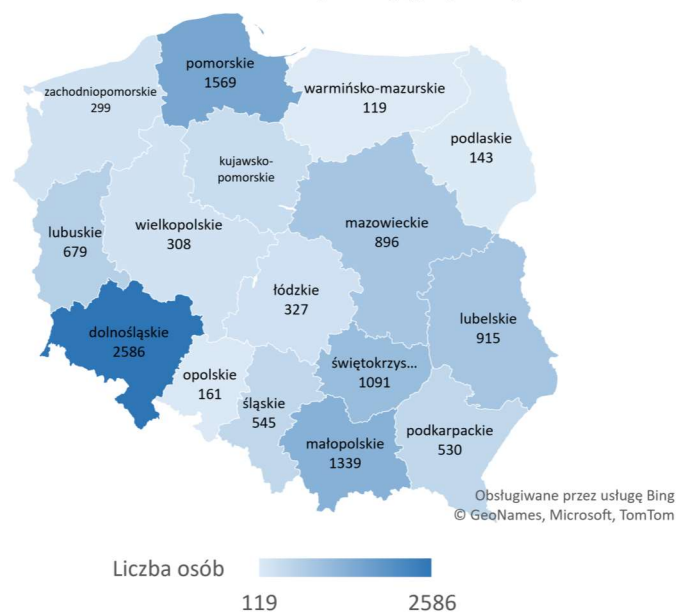 pomorskie
1569
zachodniopomorskie
299
warmińsko-mazurskie
119
podlaskie
143
kujawsko-
pomorskie
mazowieckie
896
lubuskie
679
wielkopolskie
308
łódzkie
327
lubelskie
915
dolnośląskie
2586
opolskie
161
śląskie
545
świętokrzys...
1091
małopolskie
1339
podkarpackie
530
Obsługiwane przez usługę Bing
© GeoNames, Microsoft, TomTom
Liczba osób
119
2586